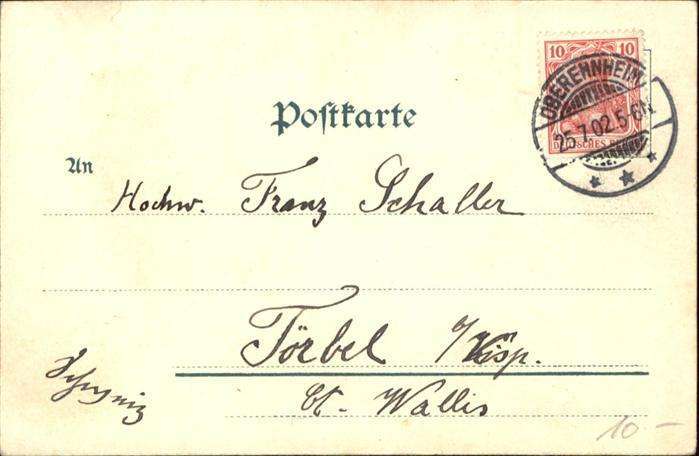 10 10
OBEREHNHEIM
25.7.02.5-6N.
DEUTSCHES REICH
Postkarte
An
Hochw. Franz Schaller
Törbel b/Visp.
Ct. Wallis
Schweiz
10 -